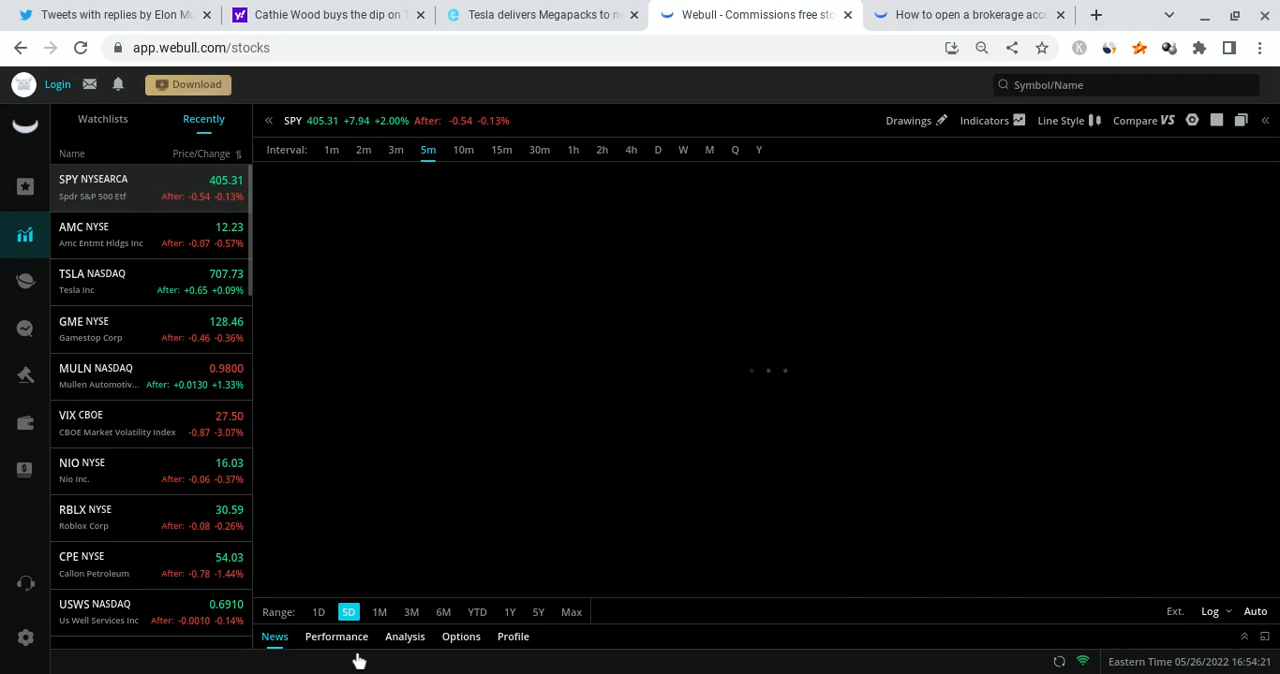 Tweets with replies by Elon Mu
Cathie Wood buys the dip on T
Tesla delivers Megapacks to n
Webull - Commissions free sto
How to open a brokerage acc
app.webull.com/stocks
Login
Download
Symbol/Name
Watchlists Recently
Name Price/Change
SPY NYSEARCA 405.31
Spdr S&P 500 Etf After: -0.54 -0.13%
AMC NYSE 12.23
Amc Entmt Hldgs Inc After: -0.07 -0.57%
TSLA NASDAQ 707.73
Tesla Inc After: +0.65 +0.09%
GME NYSE 128.46
Gamestop Corp After: -0.46 -0.36%
MULN NASDAQ 0.9800
Mullen Automotiv... After: +0.0130 +1.33%
VIX CBOE 27.50
CBOE Market Volatility Index -0.87 -3.07%
NIO NYSE 16.03
Nio Inc. After: -0.06 -0.37%
RBLX NYSE 30.59
Roblox Corp After: -0.08 -0.26%
CPE NYSE 54.03
Callon Petroleum After: -0.78 -1.44%
USWS NASDAQ 0.6910
Us Well Services Inc After: -0.0010 -0.14%
SPY 405.31 +7.94 +2.00% After: -0.54 -0.13%
Drawings Indicators Line Style Compare VS
Interval: 1m 2m 3m 5m 10m 15m 30m 1h 2h 4h D W M Q Y
Range: 1D 5D 1M 3M 6M YTD 1Y 5Y Max
Ext. Log Auto
News Performance Analysis Options Profile
Eastern Time 05/26/2022 16:54:21